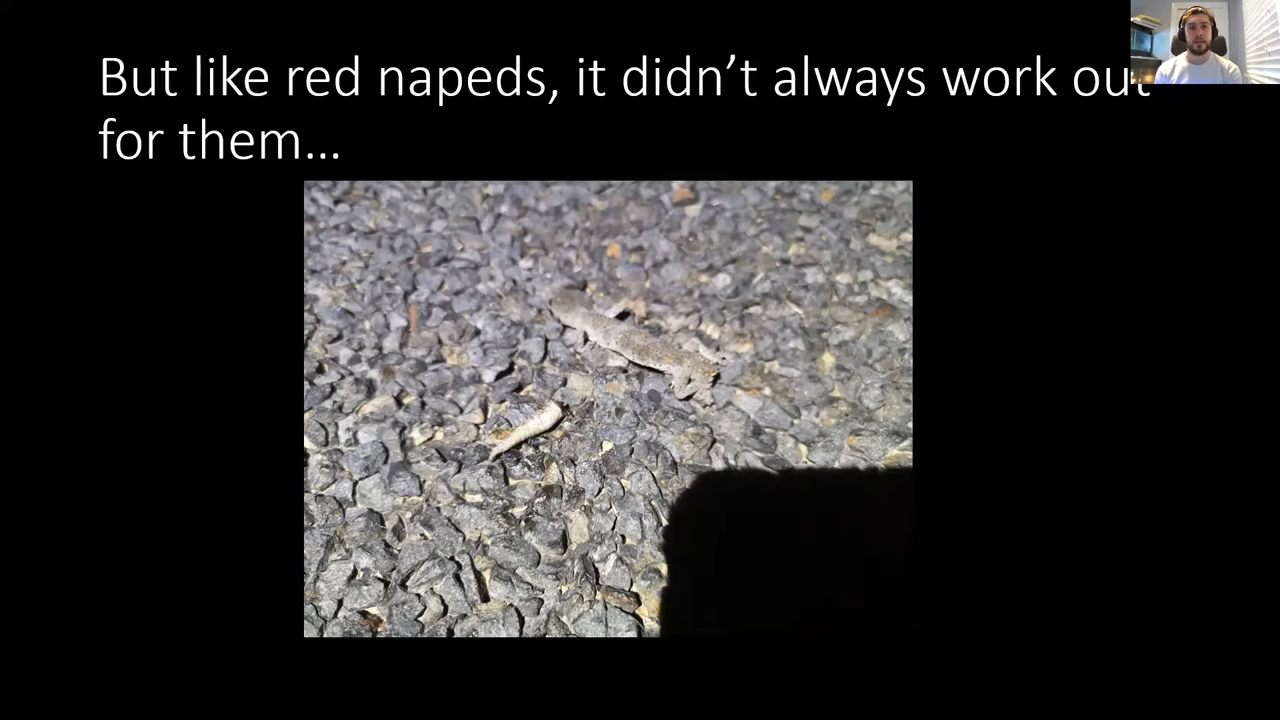 But like red napeds, it didn’t always work out
for them…